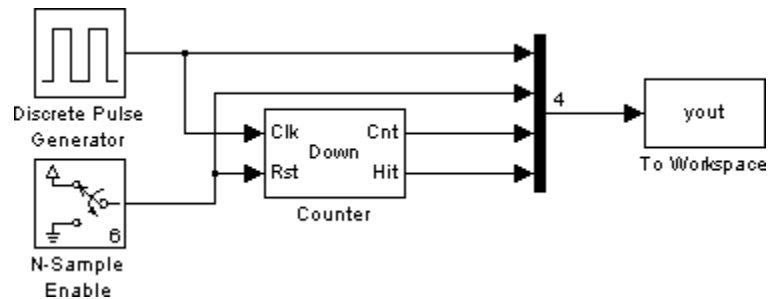 Discrete Pulse
Generator
6
N-Sample
Enable
Clk
Cnt
Down
Rst
Hit
Counter
4
yout
To Workspace